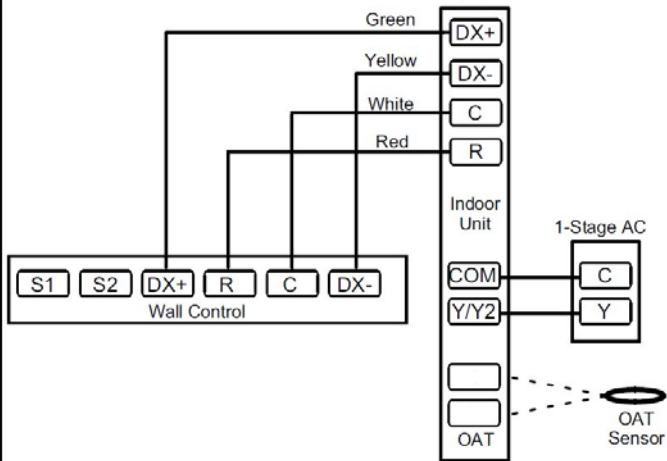 Green
DX+
Yellow
DX-
White
C
Red
R
Indoor
Unit
1-Stage AC
COM
C
Y/Y2
Y
S1 S2 DX+ R C DX-
Wall Control
OAT
OAT
Sensor